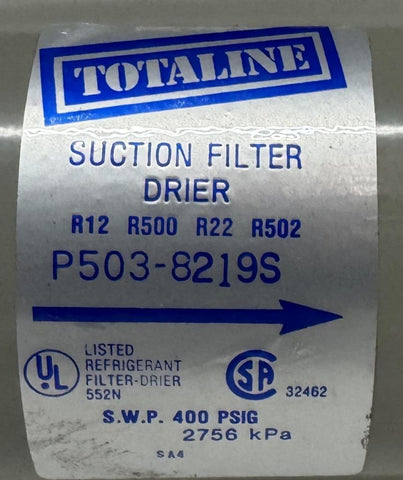 TOTALINE
SUCTION FILTER
DRIER
R12 R500 R22 R502
P503-8219S
UL LISTED
REFRIGERANT
FILTER-DRIER
552N
CSA 32462
S.W.P. 400 PSIG
2756 kPa
SA4